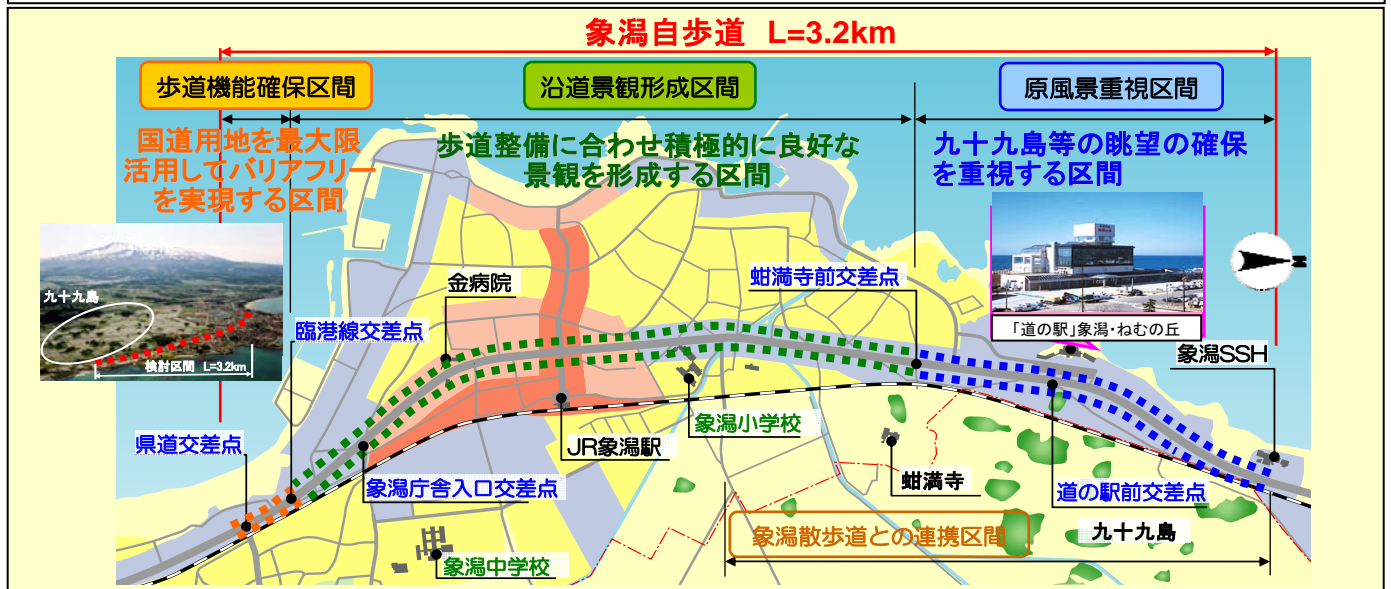 象潟自歩道 L=3.2km
歩道機能確保区間
沿道景観形成区間
原風景重視区間
国道用地を最大限
活用してバリアフリー
を実現する区間
歩道整備に合わせ積極的に良好な
景観を形成する区間
九十九島等の眺望の確保
を重視する区間
九十九島
検討区間 L=3.2km
金病院
臨港線交差点
蚶満寺前交差点
「道の駅」象潟・ねむの丘
N
象潟SSH
県道交差点
象潟小学校
JR象潟駅
象潟庁舎入口交差点
蚶満寺
道の駅前交差点
象潟散歩道との連携区間
九十九島
象潟中学校